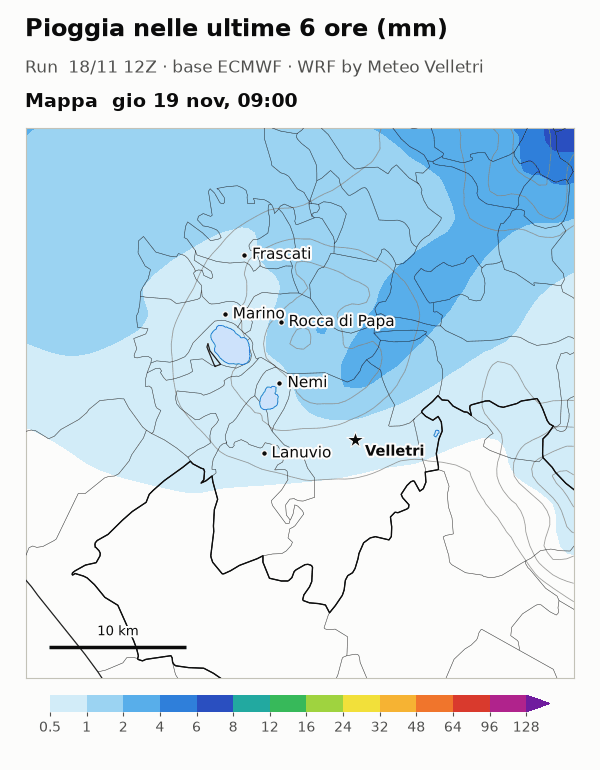 Pioggia nelle ultime 6 ore (mm)
Run  18/11 12Z · base ECMWF · WRF by Meteo Velletri
Mappa  gio 19 nov, 09:00
Frascati
Marino
Rocca di Papa
Nemi
Velletri
Lanuvio
10 km
0.5 1 2 4 6 8 12 16 24 32 48 64 96 128